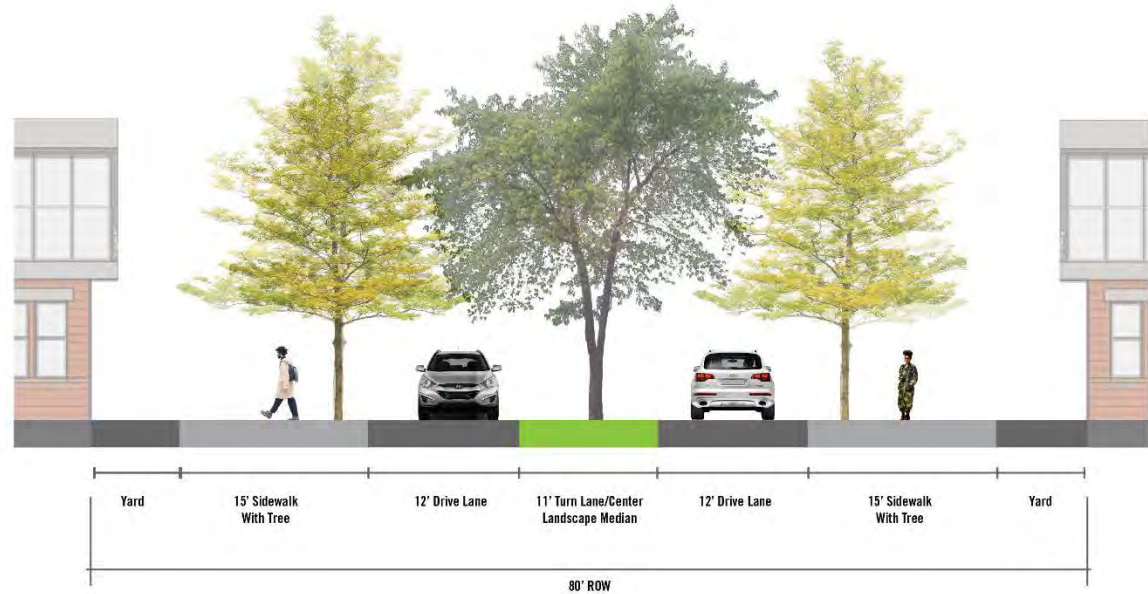 Yard
15' Sidewalk
With Tree
12' Drive Lane
11' Turn Lane/Center
Landscape Median
12' Drive Lane
15' Sidewalk
With Tree
Yard
80' ROW